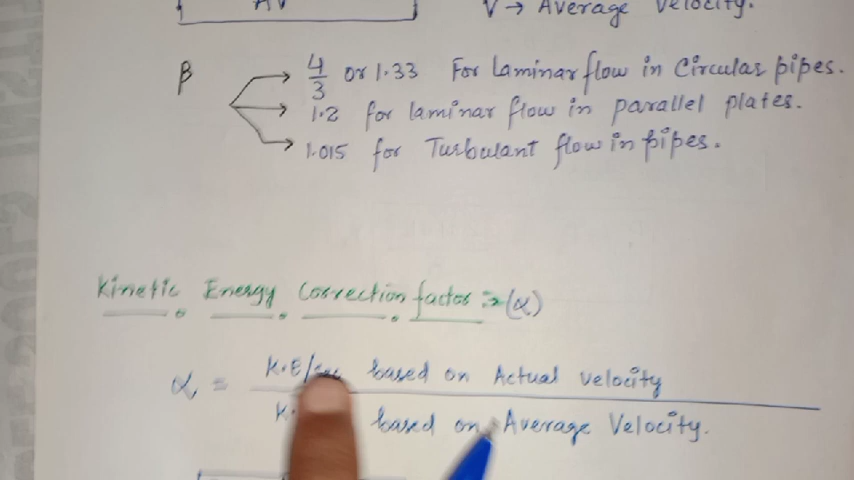 V → Average Velocity.
β
4/3 or 1.33 For Laminar flow in Circular pipes.
1.2 for laminar flow in parallel plates.
1.015 for Turbulant flow in pipes.
Kinetic Energy Correction factor :- (α)
α = K.E/sec based on Actual velocity
based on Average Velocity.